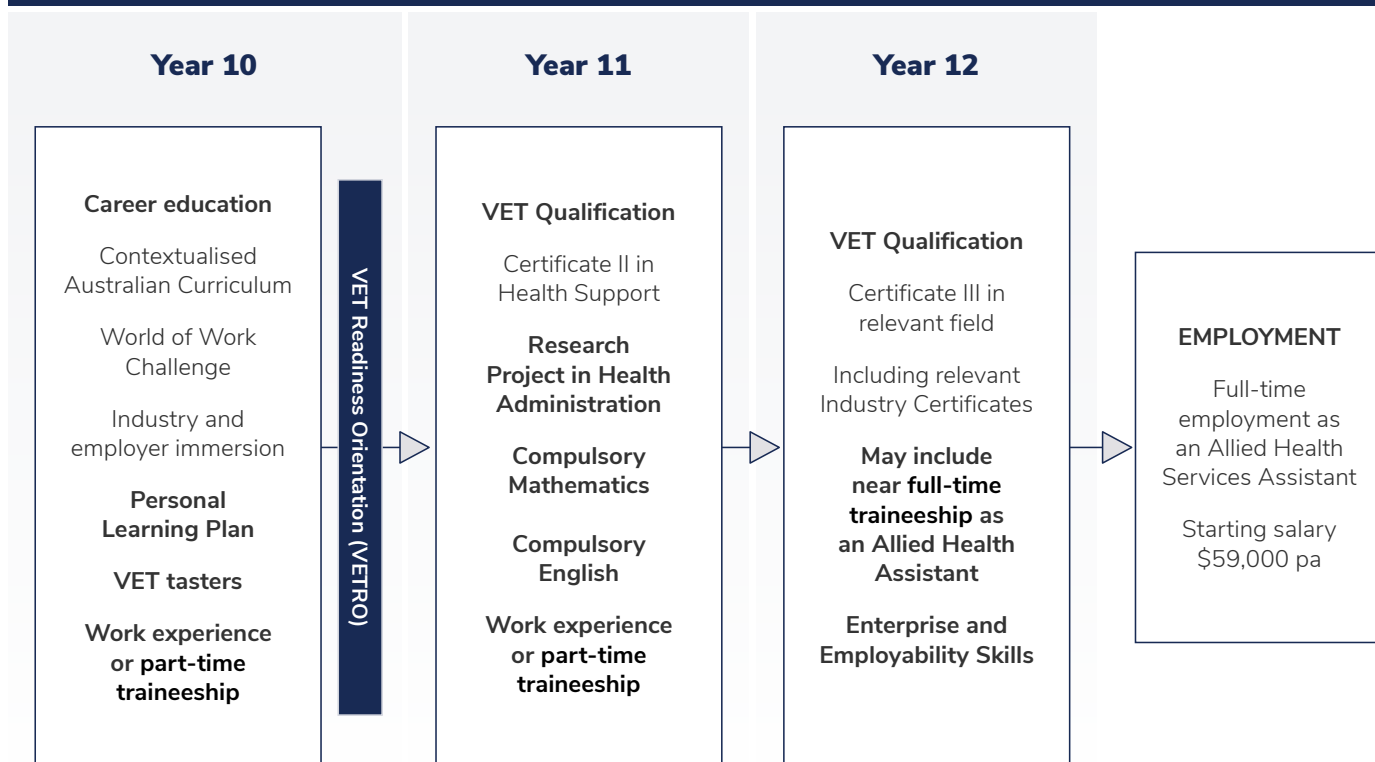 Year 10
Career education
Contextualised
Australian Curriculum
World of Work
Challenge
Industry and
employer immersion
Personal
Learning Plan
VET tasters
Work experience
or part-time
traineeship
VET Readiness Orientation (VETRO)
Year 11
VET Qualification
Certificate II in
Health Support
Research
Project in Health
Administration
Compulsory
Mathematics
Compulsory
English
Work experience
or part-time
traineeship
Year 12
VET Qualification
Certificate III in
relevant field
Including relevant
Industry Certificates
May include
near full-time
traineeship as
an Allied Health
Assistant
Enterprise and
Employability Skills
EMPLOYMENT
Full-time
employment as
an Allied Health
Services Assistant
Starting salary
$59,000 pa